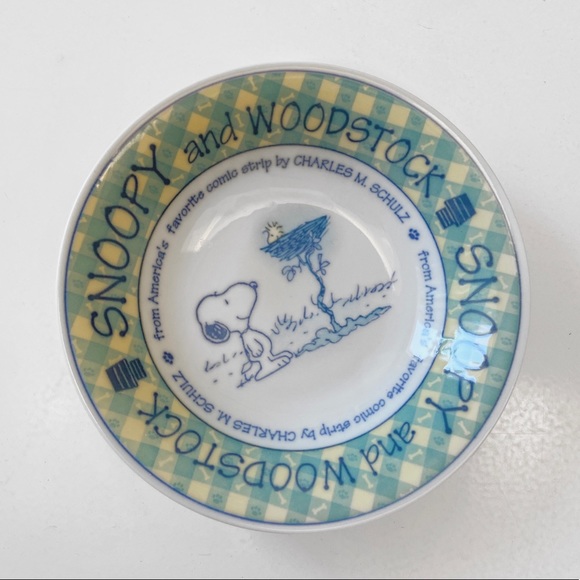 SNOOPY and WOODSTOCK
SNOOPY and WOODSTOCK
from America's favorite comic strip by CHARLES M. SCHULZ
from America's favorite comic strip by CHARLES M. SCHULZ